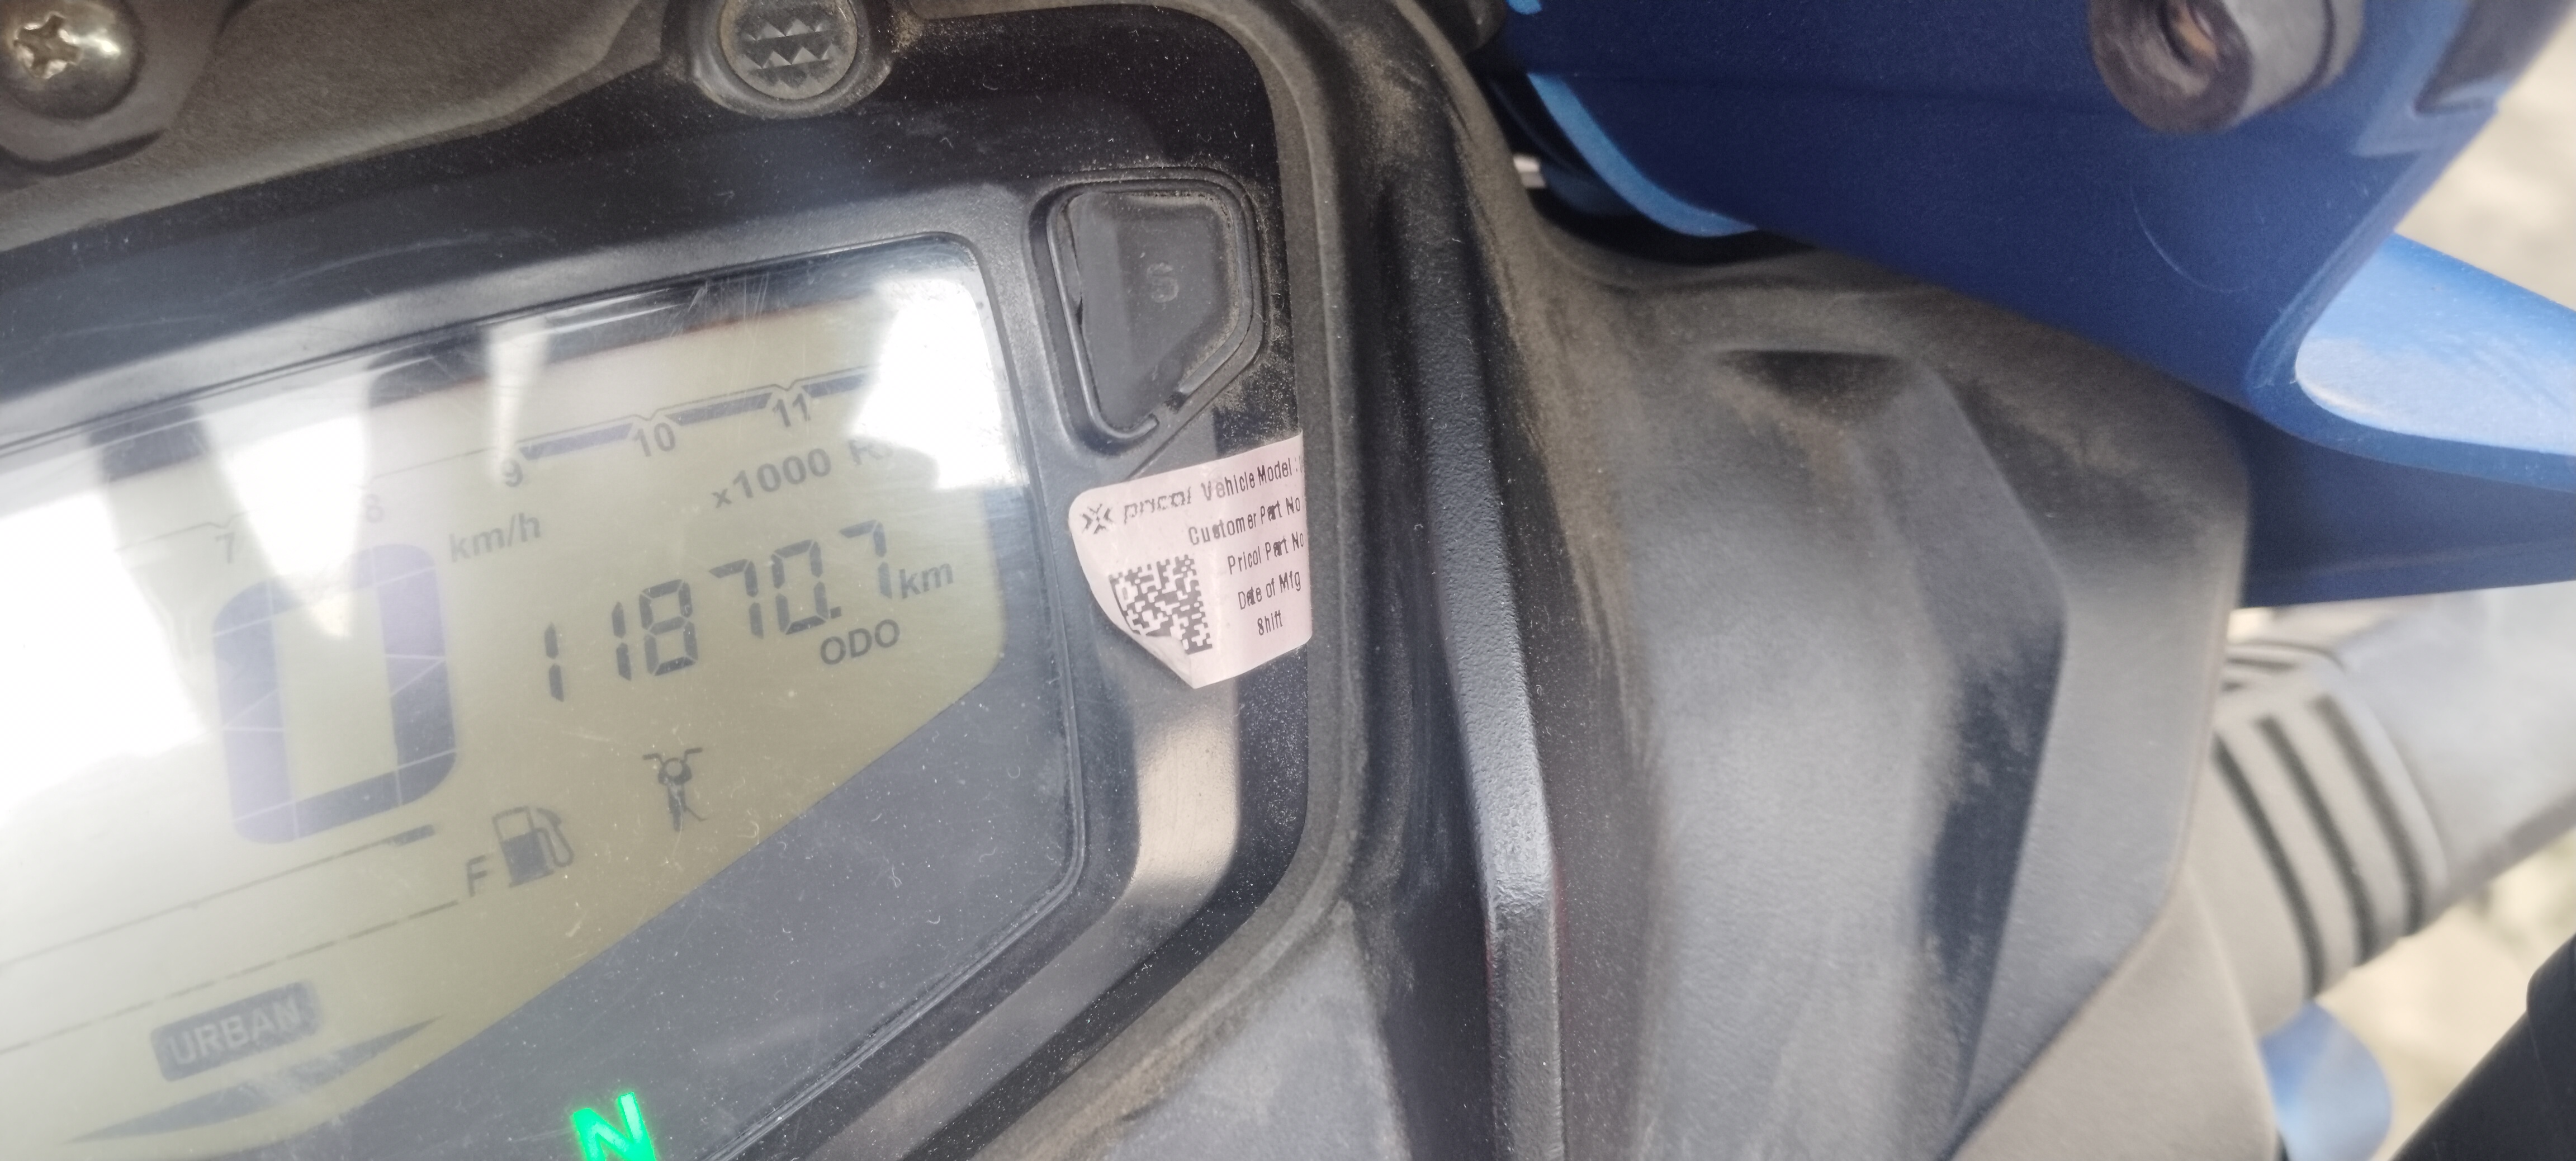 S
7 8 9 10 11
x1000
km/h
0
11870.7 km
ODO
pricol Vehicle Model :
Customer Part No
Pricol Part No
Date of Mfg
Shift
F
URBAN
N